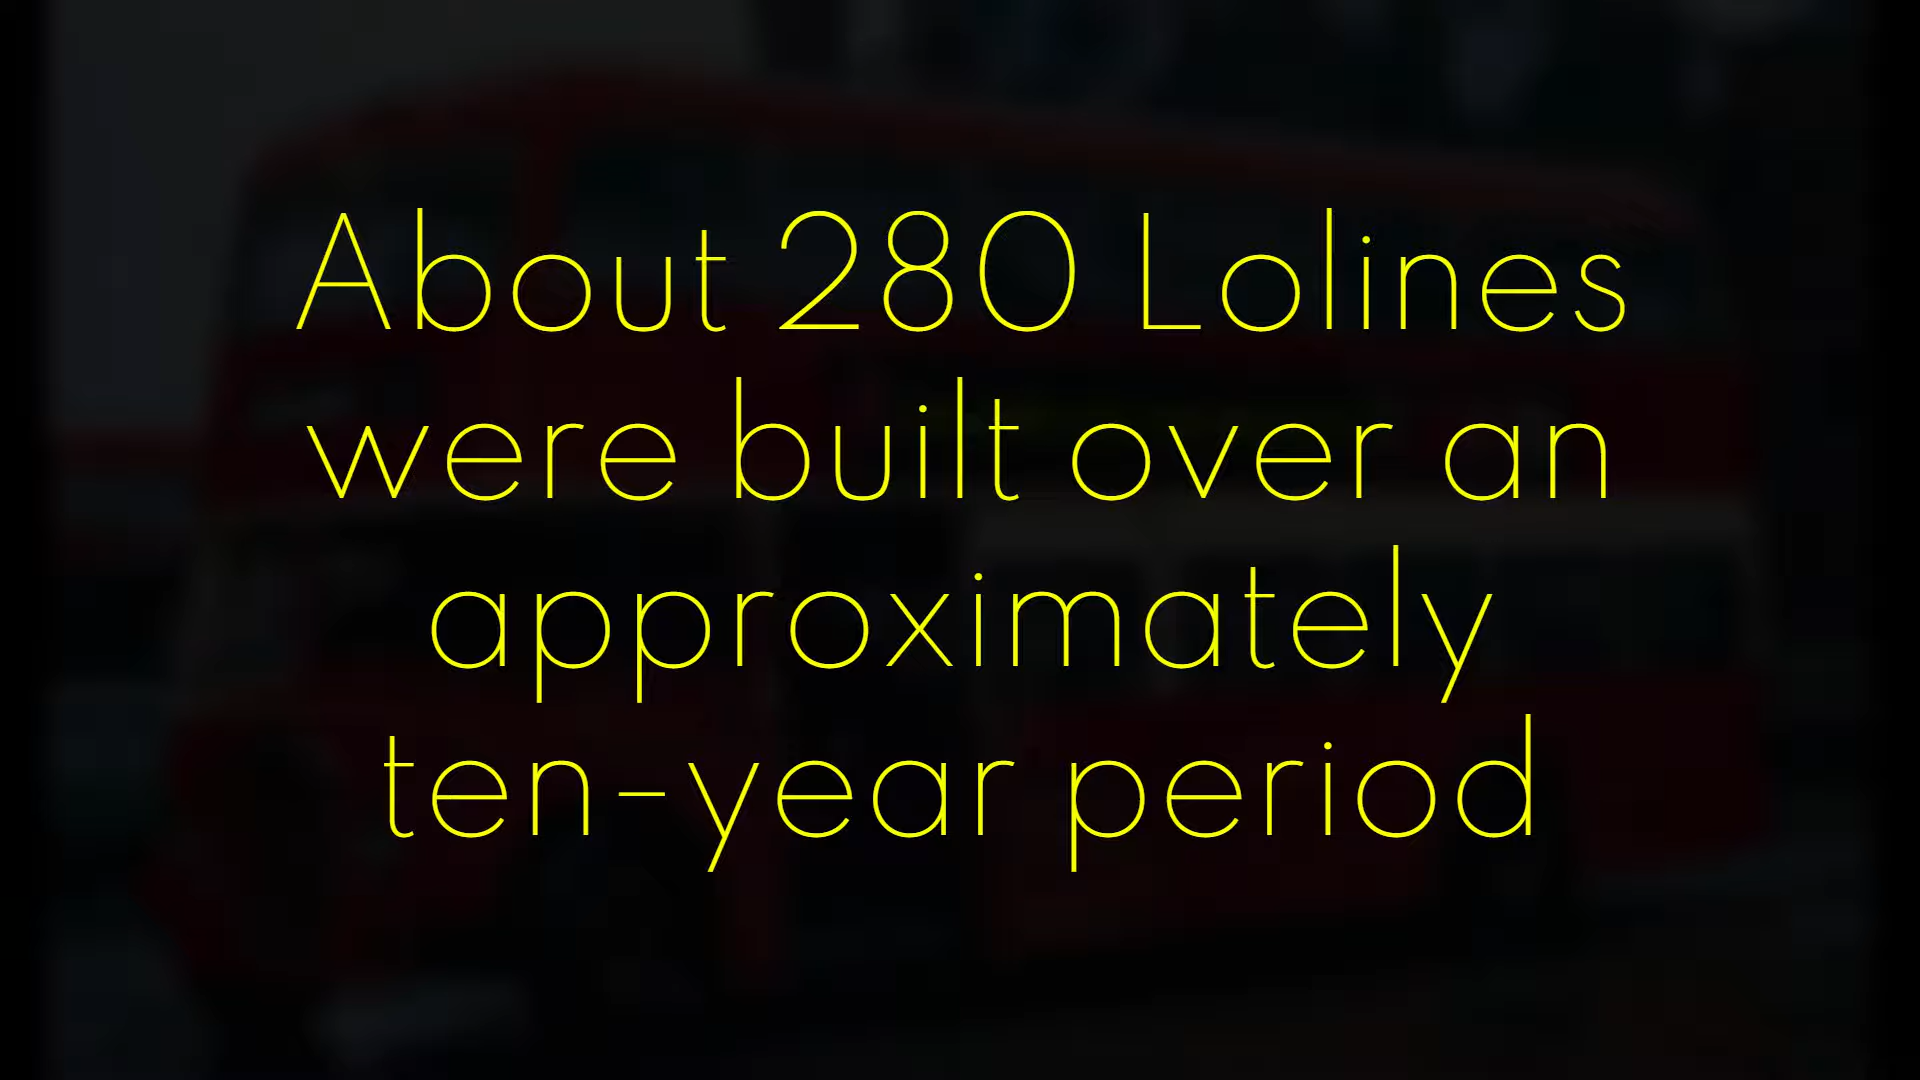 About 280 Lolines
were built over an
approximately
ten-year period